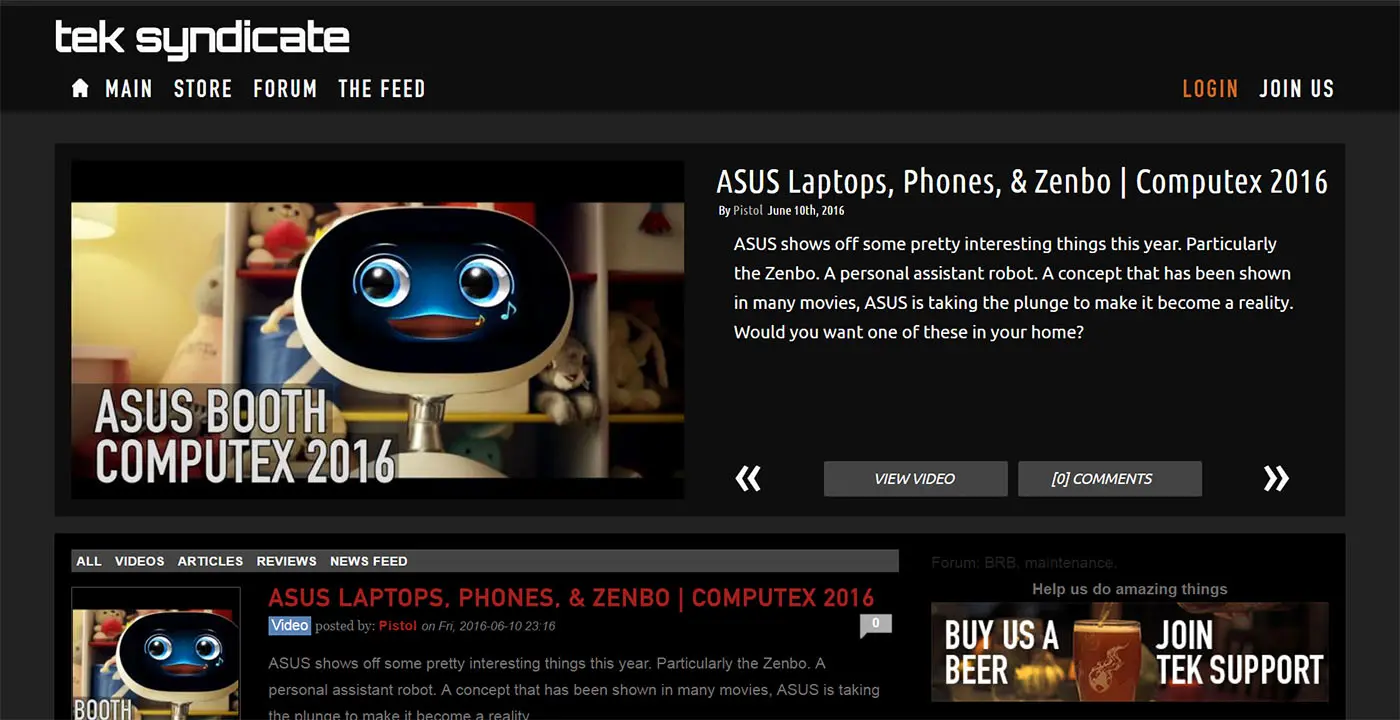 tek syndicate
MAIN STORE FORUM THE FEED
LOGIN JOIN US
ASUS BOOTH
COMPUTEX 2016
ASUS Laptops, Phones, & Zenbo | Computex 2016
By Pistol June 10th, 2016
ASUS shows off some pretty interesting things this year. Particularly
the Zenbo. A personal assistant robot. A concept that has been shown
in many movies, ASUS is taking the plunge to make it become a reality.
Would you want one of these in your home?
« VIEW VIDEO [0] COMMENTS »
ALL VIDEOS ARTICLES REVIEWS NEWS FEED
BOOTH
ASUS LAPTOPS, PHONES, & ZENBO | COMPUTEX 2016
Video posted by: Pistol on Fri, 2016-06-10 23:16
0
ASUS shows off some pretty interesting things this year. Particularly the Zenbo. A
personal assistant robot. A concept that has been shown in many movies, ASUS is taking
the plunge to make it become a reality.
Forum: BRB, maintenance.
Help us do amazing things
BUY US A
BEER
JOIN
TEK SUPPORT